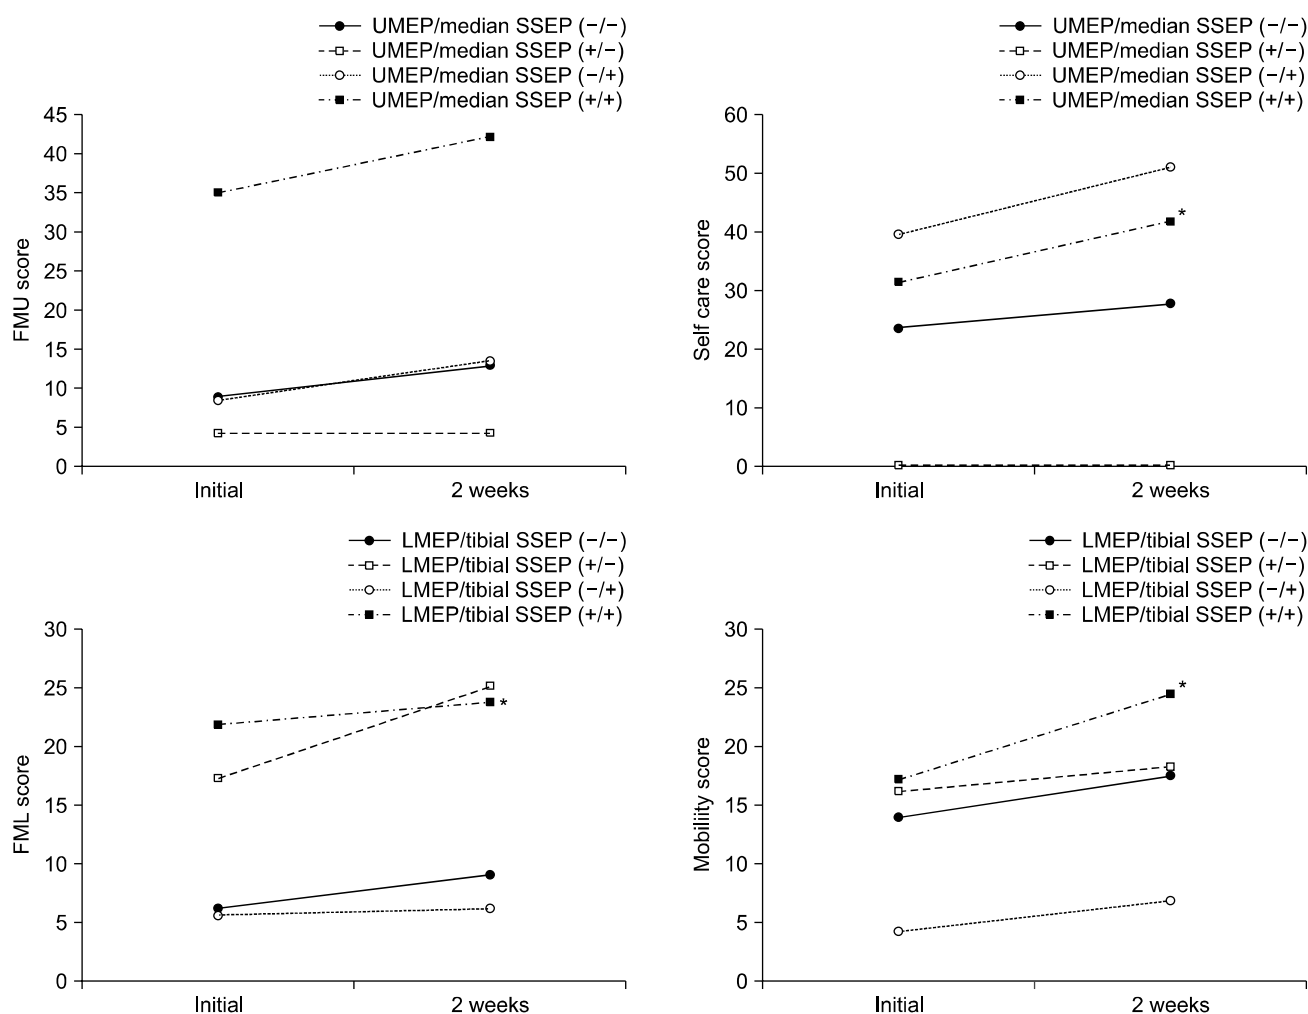 UMEP/median SSEP (−/−)
UMEP/median SSEP (+/−)
UMEP/median SSEP (−/+)
UMEP/median SSEP (+/+)
45
40
35
30
25
20
15
10
5
0
FMU score
Initial
2 weeks
UMEP/median SSEP (−/−)
UMEP/median SSEP (+/−)
UMEP/median SSEP (−/+)
UMEP/median SSEP (+/+)
60
50
40
30
20
10
0
Self care score
*
Initial
2 weeks
LMEP/tibial SSEP (−/−)
LMEP/tibial SSEP (+/−)
LMEP/tibial SSEP (−/+)
LMEP/tibial SSEP (+/+)
30
25
20
15
10
5
0
FML score
*
Initial
2 weeks
LMEP/tibial SSEP (−/−)
LMEP/tibial SSEP (+/−)
LMEP/tibial SSEP (−/+)
LMEP/tibial SSEP (+/+)
30
25
20
15
10
5
0
Mobiliity score
*
Initial
2 weeks